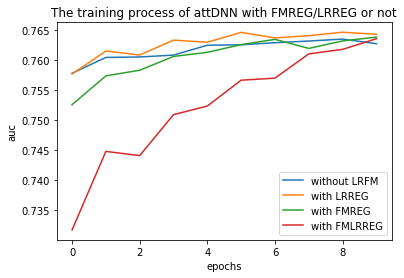 The training process of attDNN with FMREG/LRREG or not
auc
0.765
0.760
0.755
0.750
0.745
0.740
0.735
without LRFM
with LRREG
with FMREG
with FMLRREG
0 2 4 6 8
epochs